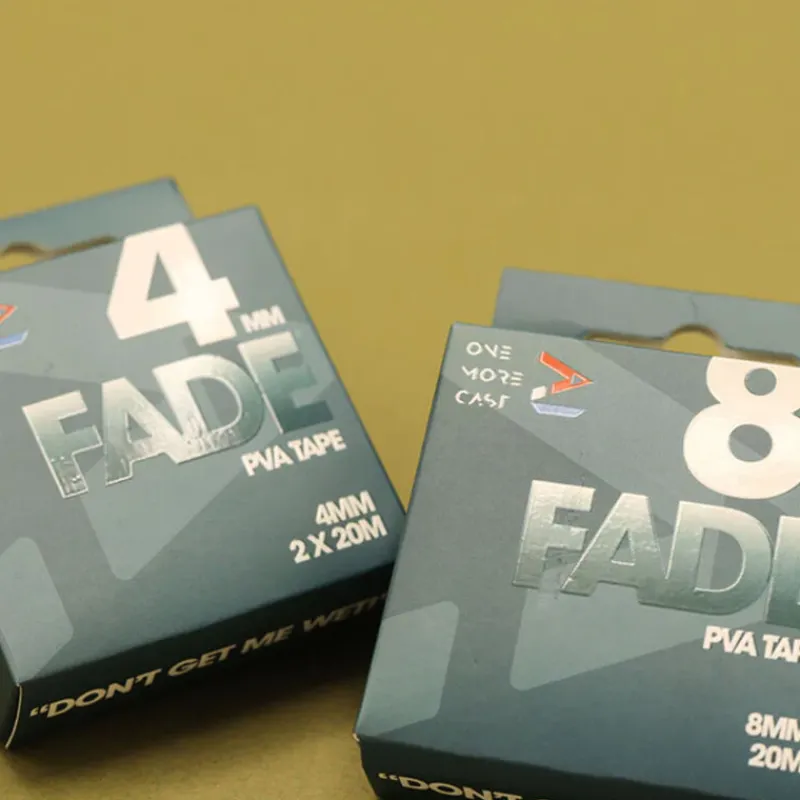 4
MM
FADE
PVA TAPE
4MM
2 X 20M
"DON'T GET ME WET!"
ONE
MORE
CAST
8
FADE
PVA TAP
8MM
20M
"DON'T